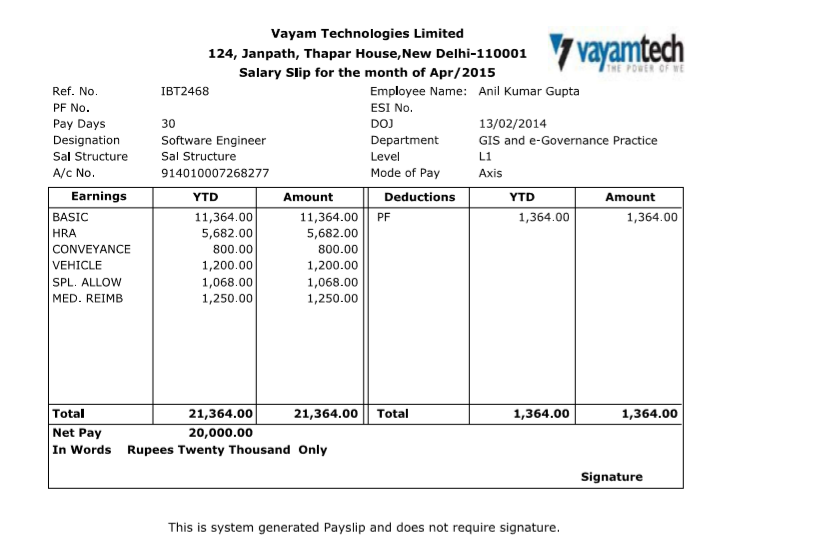 Vayam Technologies Limited
124, Janpath, Thapar House,New Delhi-110001
Salary Slip for the month of Apr/2015
vayamtech
THE POWER OF WE
Ref. No. IBT2468 Employee Name: Anil Kumar Gupta
PF No. ESI No.
Pay Days 30 DOJ 13/02/2014
Designation Software Engineer Department GIS and e-Governance Practice
Sal Structure Sal Structure Level L1
A/c No. 914010007268277 Mode of Pay Axis
Earnings YTD Amount Deductions YTD Amount
BASIC 11,364.00 11,364.00 PF 1,364.00 1,364.00
HRA 5,682.00 5,682.00
CONVEYANCE 800.00 800.00
VEHICLE 1,200.00 1,200.00
SPL. ALLOW 1,068.00 1,068.00
MED. REIMB 1,250.00 1,250.00
Total 21,364.00 21,364.00 Total 1,364.00 1,364.00
Net Pay 20,000.00
In Words Rupees Twenty Thousand Only
Signature
This is system generated Payslip and does not require signature.